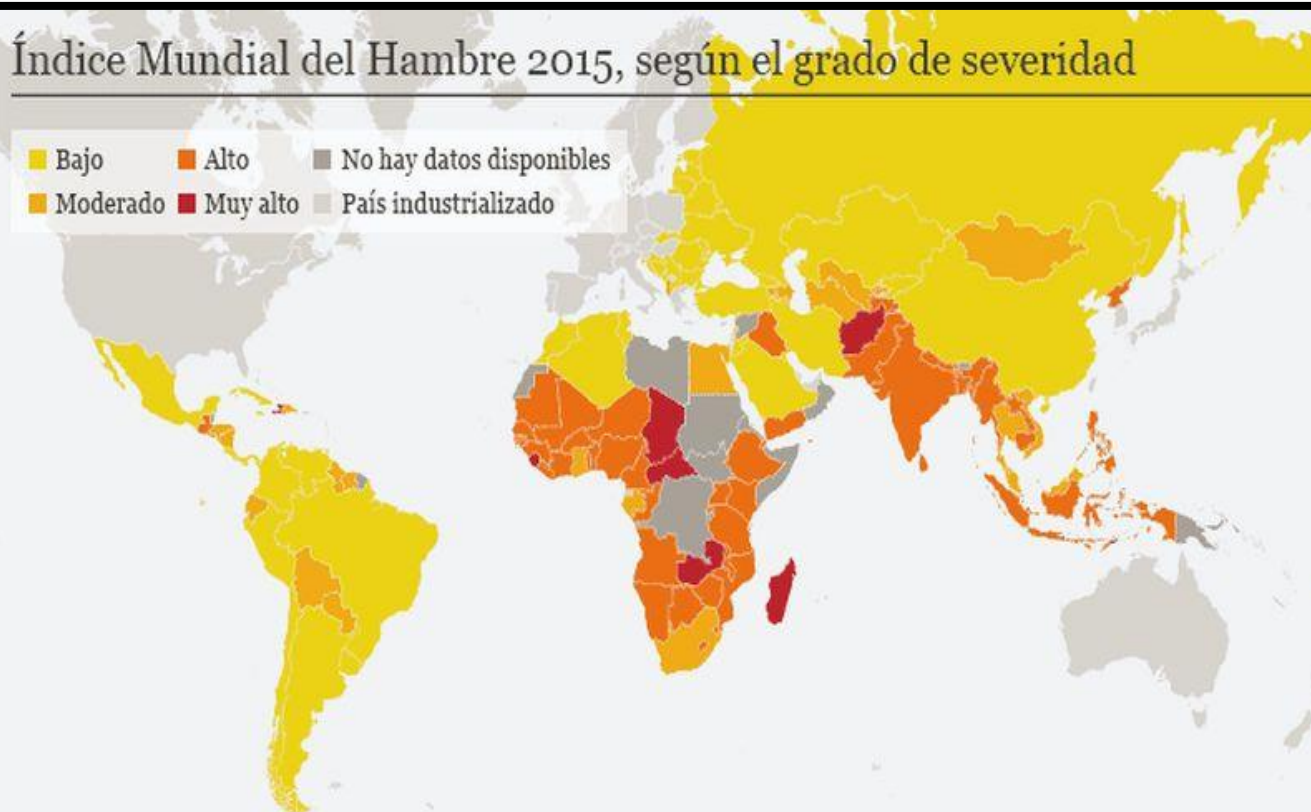 Índice Mundial del Hambre 2015, según el grado de severidad
Bajo Alto No hay datos disponibles
Moderado Muy alto País industrializado